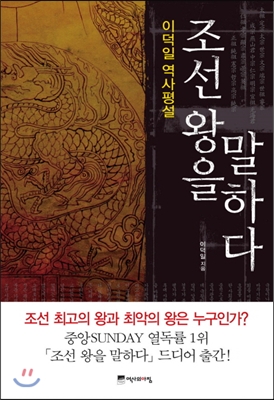 이덕일 역사평설
조선 왕을
말하다
이덕일 지음
조선 최고의 왕과 최악의 왕은 누구인가?
중앙SUNDAY 열독률 1위
「조선 왕을 말하다」 드디어 출간!
역사의아침
yes24